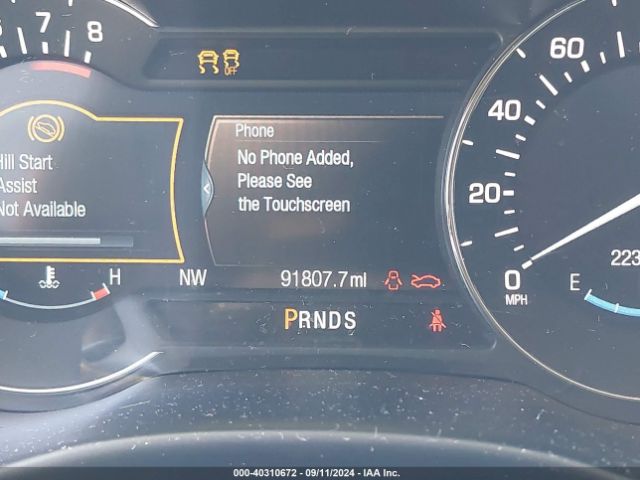 7 8
OFF
60
Phone
Hill Start
Assist
Not Available
No Phone Added,
Please See
the Touchscreen
40
20
0
MPH
H
NW
91807.7mi
223
E
PRNDS
000-40310672 - 09/11/2024 - IAA Inc.